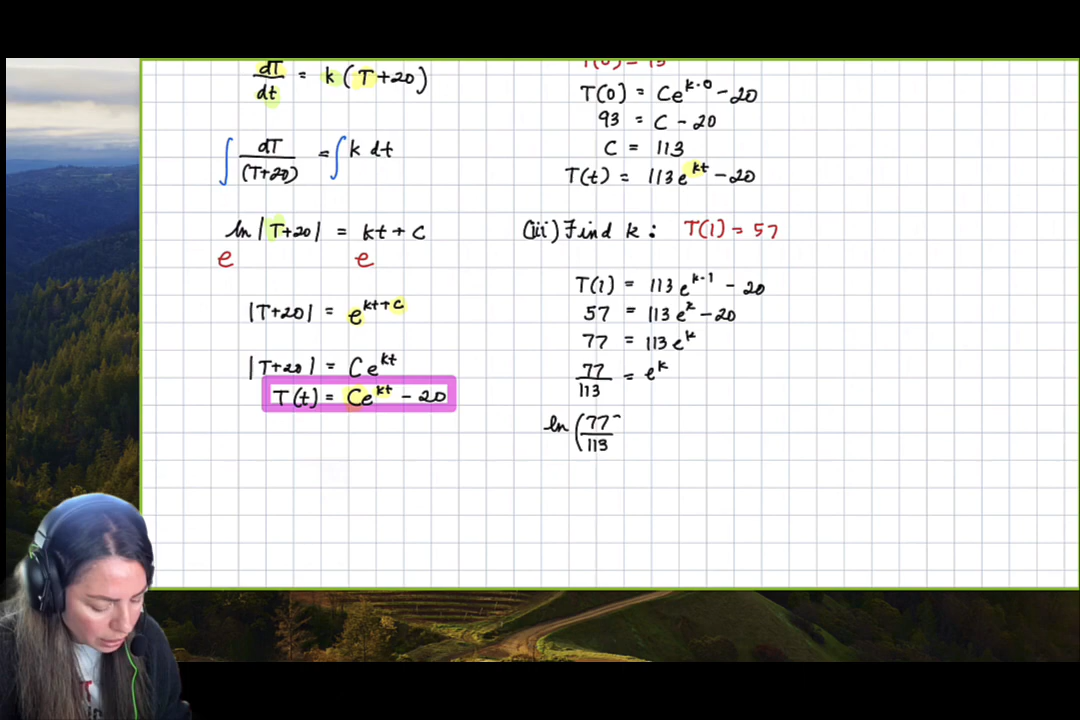 dT/dt = k(T+20)
∫ dT/(T+20) = ∫ k dt
ln|T+20| = kt + C
e e
|T+20| = e^{kt+c}
|T+20| = Ce^{kt}
T(t) = Ce^{kt} - 20
T(0) = Ce^{k·0} - 20
93 = C - 20
C = 113
T(t) = 113e^{kt} - 20
(iii) Find k: T(1) = 57
T(1) = 113e^{k·1} - 20
57 = 113e^{k} - 20
77 = 113e^{k}
77/113 = e^{k}
ln(77/113